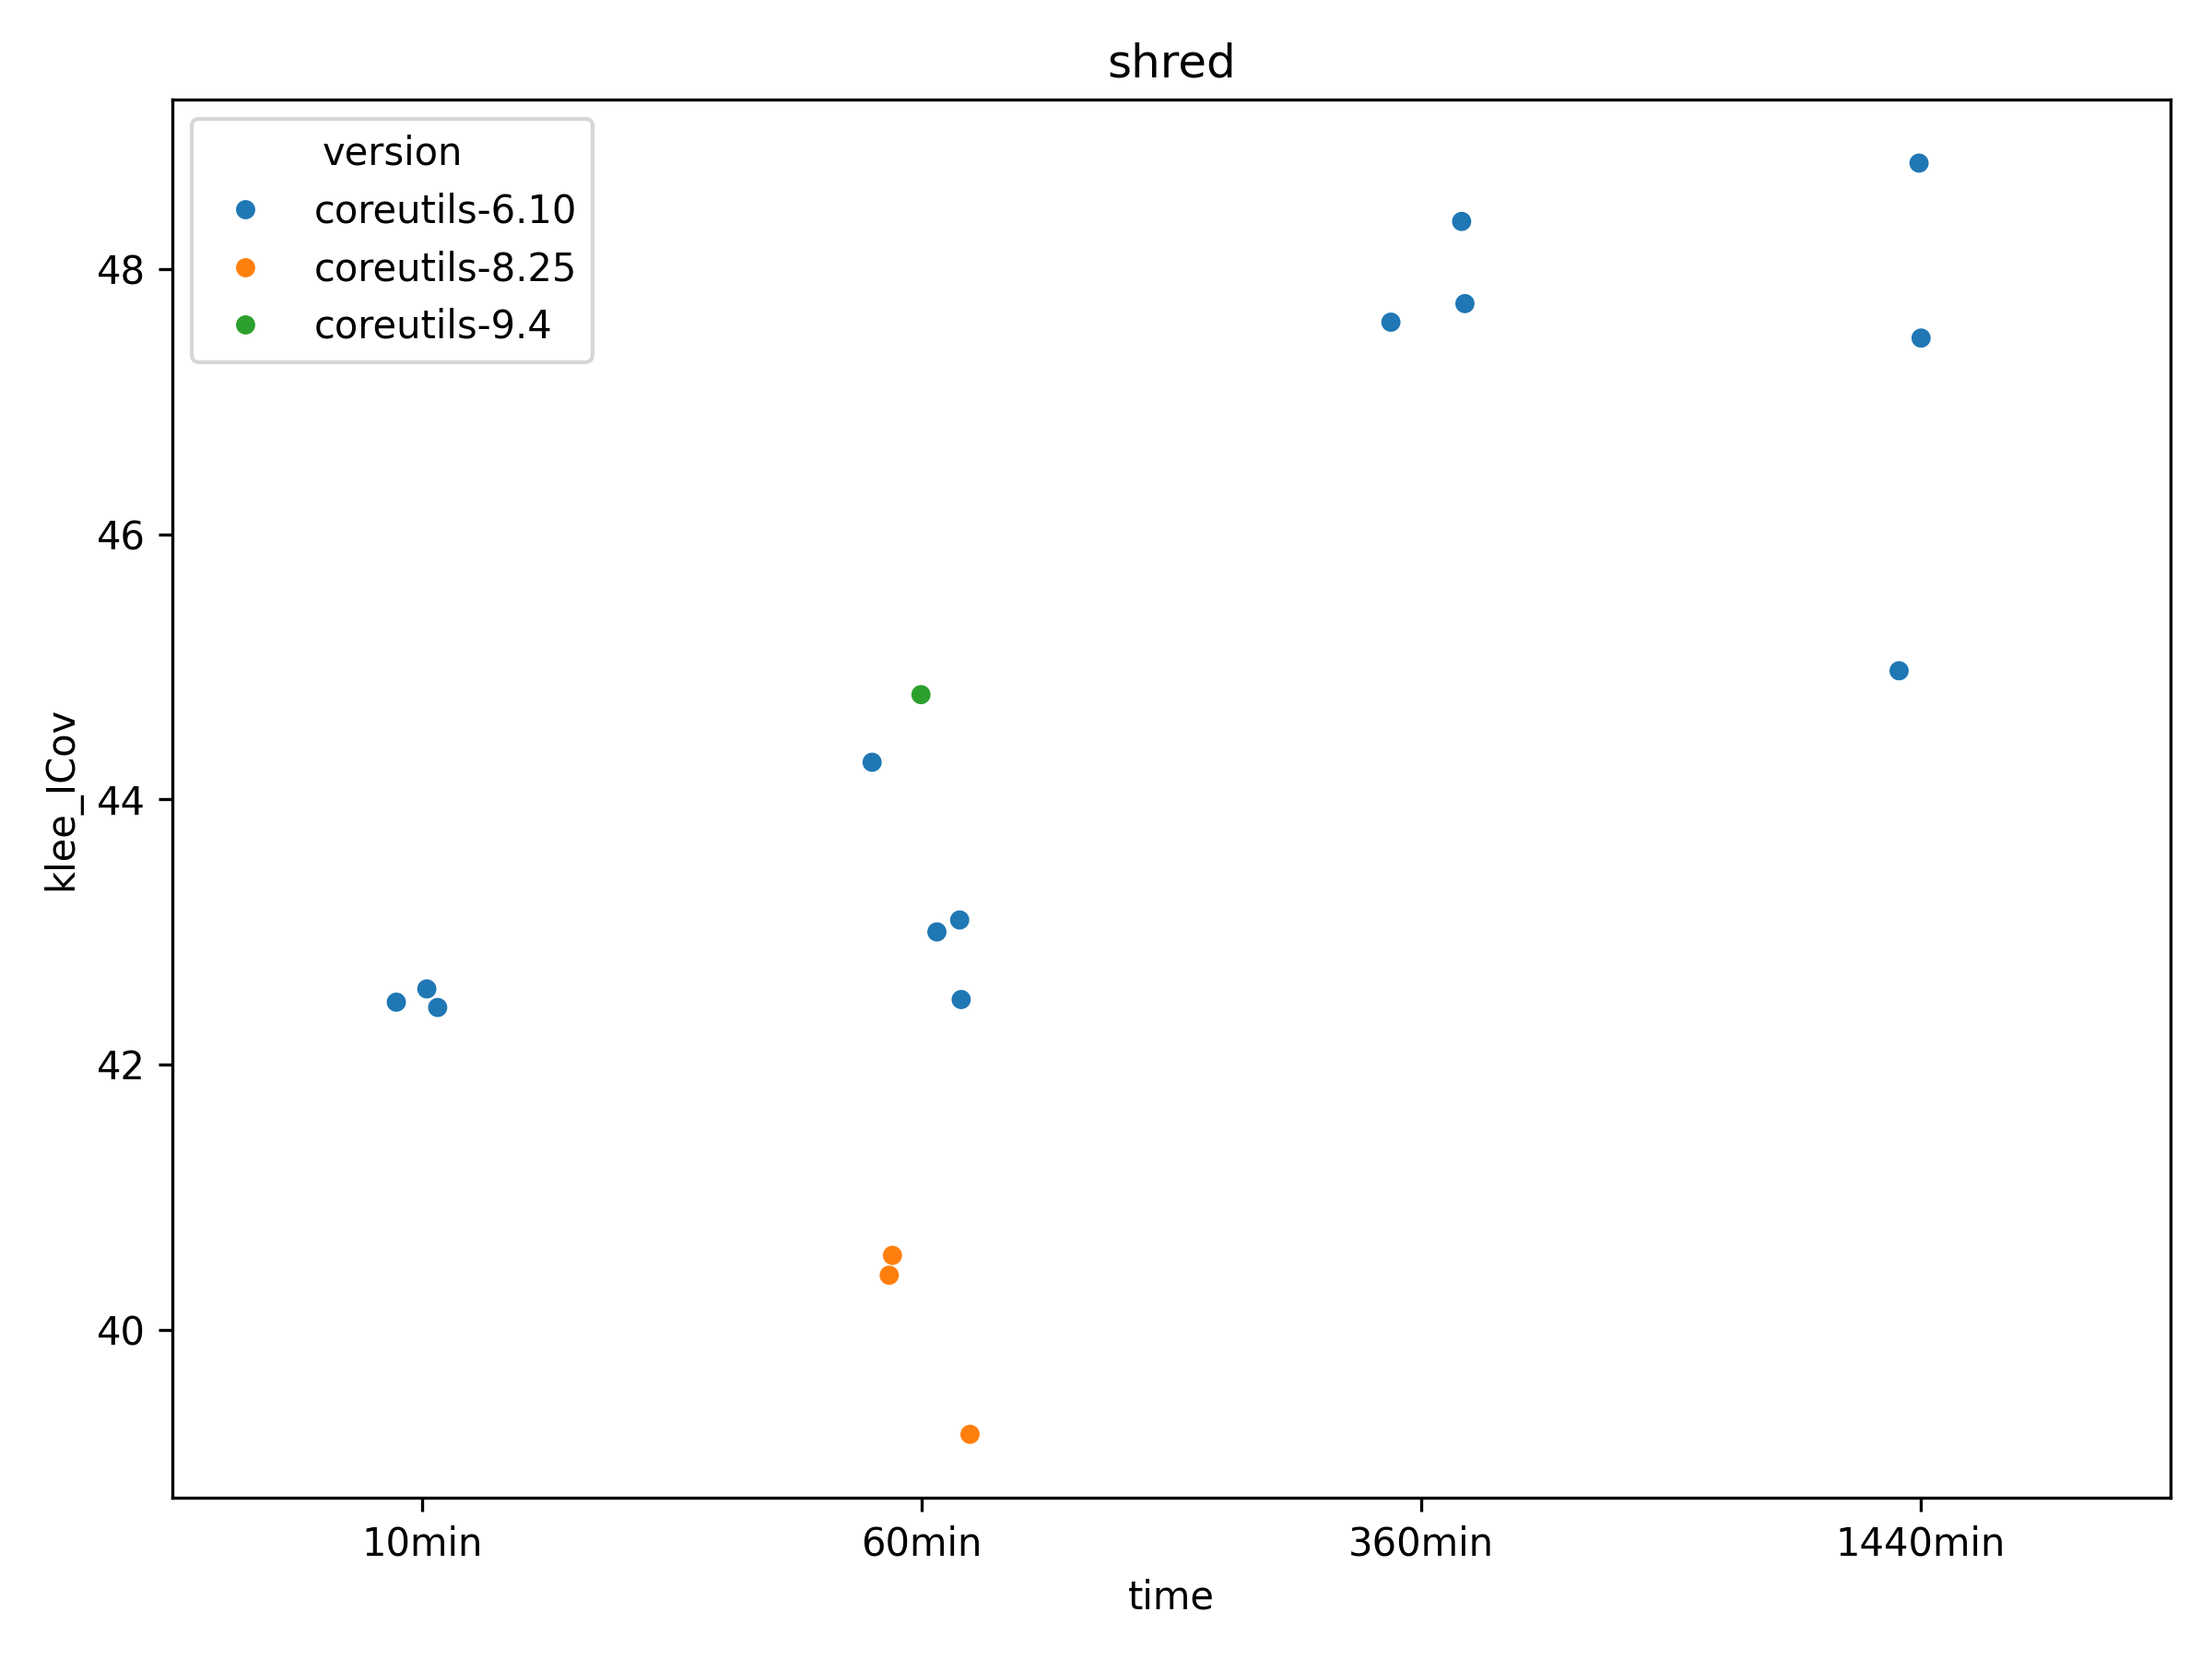 shred
version
coreutils-6.10
coreutils-8.25
coreutils-9.4
48
46
44
42
40
klee_ICov
10min
60min
360min
1440min
time